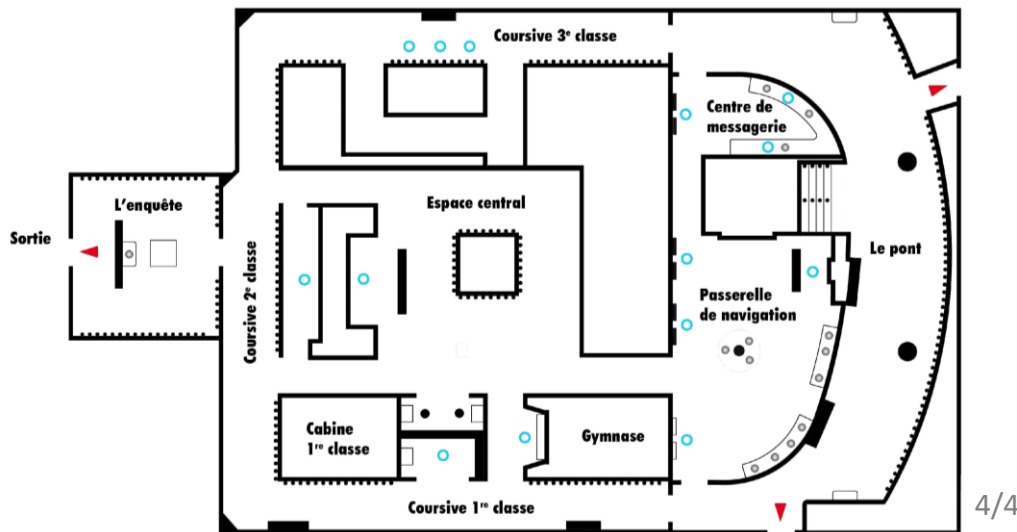 Coursive 3e classe
Centre de
messagerie
L'enquête
Espace central
Sortie
Le pont
Coursive 2e classe
Passerelle
de navigation
Cabine
1re classe
Gymnase
Coursive 1re classe
4/4